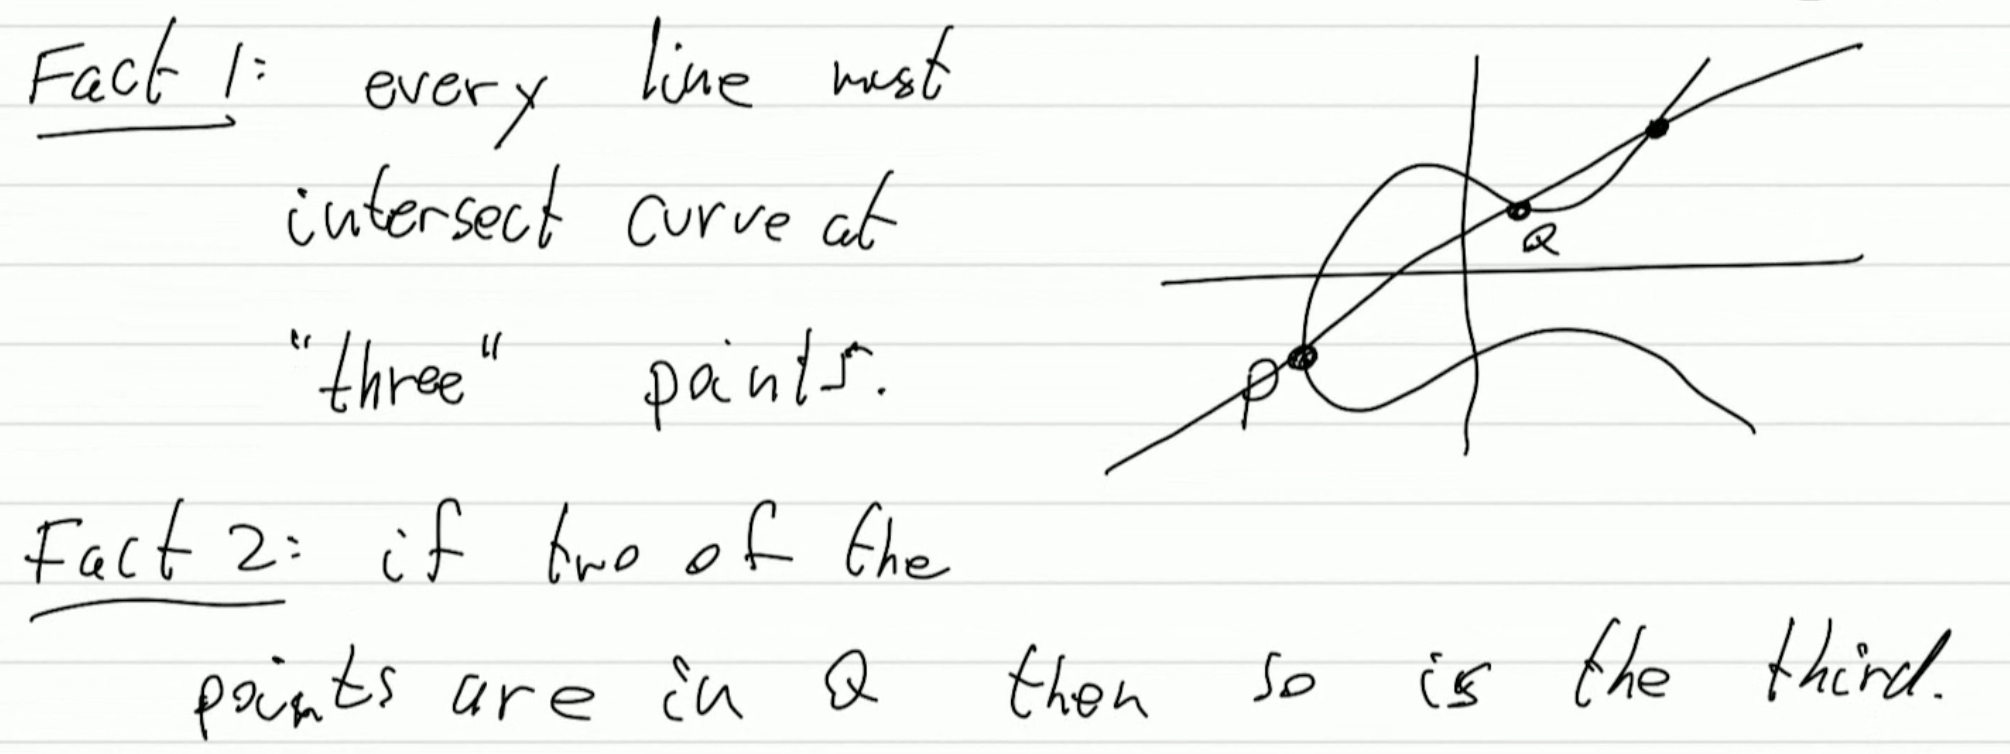 Fact 1: every line must
intersect curve at
"three" points.
P
Q
Fact 2: if two of the
points are in Q then so is the third.